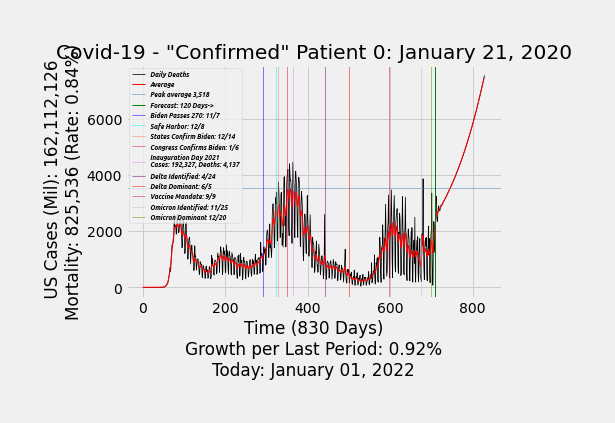 Covid-19 - "Confirmed" Patient 0: January 21, 2020
US Cases (Mil): 162,112,126
Mortality: 825,536 (Rate: 0.84%)
Daily Deaths
Average
Peak average 3,518
Forecast: 120 Days->
Biden Passes 270: 11/7
Safe Harbor: 12/8
States Confirm Biden: 12/14
Congress Confirms Biden: 1/6
Inauguration Day 2021
Cases: 192,327, Deaths: 4,137
Delta Identified: 4/24
Delta Dominant: 6/5
Vaccine Mandate: 9/9
Omicron Identified: 11/25
Omicron Dominant 12/20
6000
4000
2000
0
0 200 400 600 800
Time (830 Days)
Growth per Last Period: 0.92%
Today: January 01, 2022